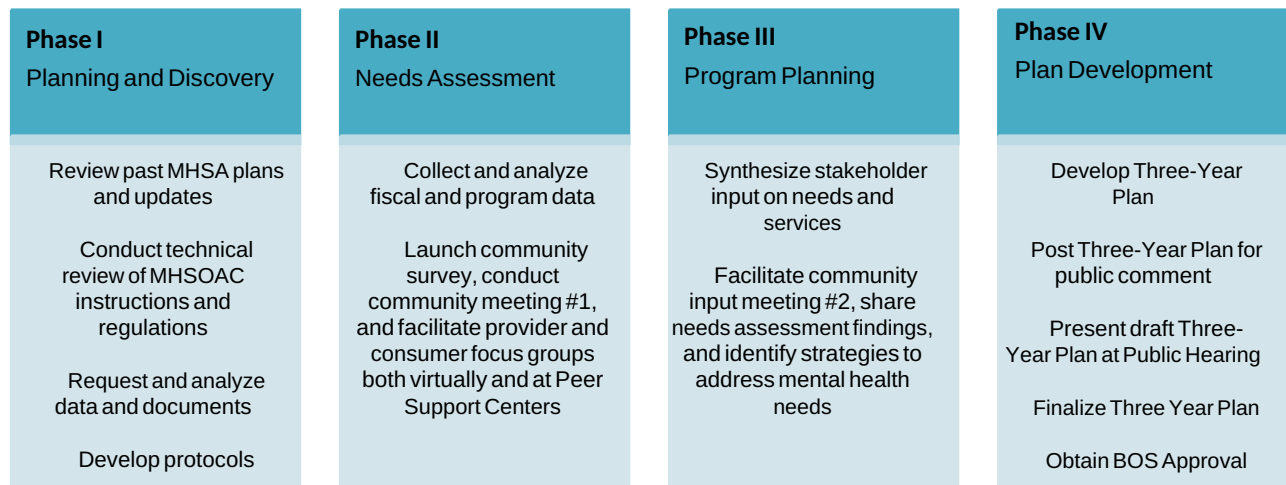 Phase I
Planning and Discovery
Review past MHSA plans
and updates
Conduct technical
review of MHSOAC
instructions and
regulations
Request and analyze
data and documents
Develop protocols
Phase II
Needs Assessment
Collect and analyze
fiscal and program data
Launch community
survey, conduct
community meeting #1,
and facilitate provider and
consumer focus groups
both virtually and at Peer
Support Centers
Phase III
Program Planning
Synthesize stakeholder
input on needs and
services
Facilitate community
input meeting #2, share
needs assessment findings,
and identify strategies to
address mental health
needs
Phase IV
Plan Development
Develop Three-Year
Plan
Post Three-Year Plan for
public comment
Present draft Three-
Year Plan at Public Hearing
Finalize Three Year Plan
Obtain BOS Approval